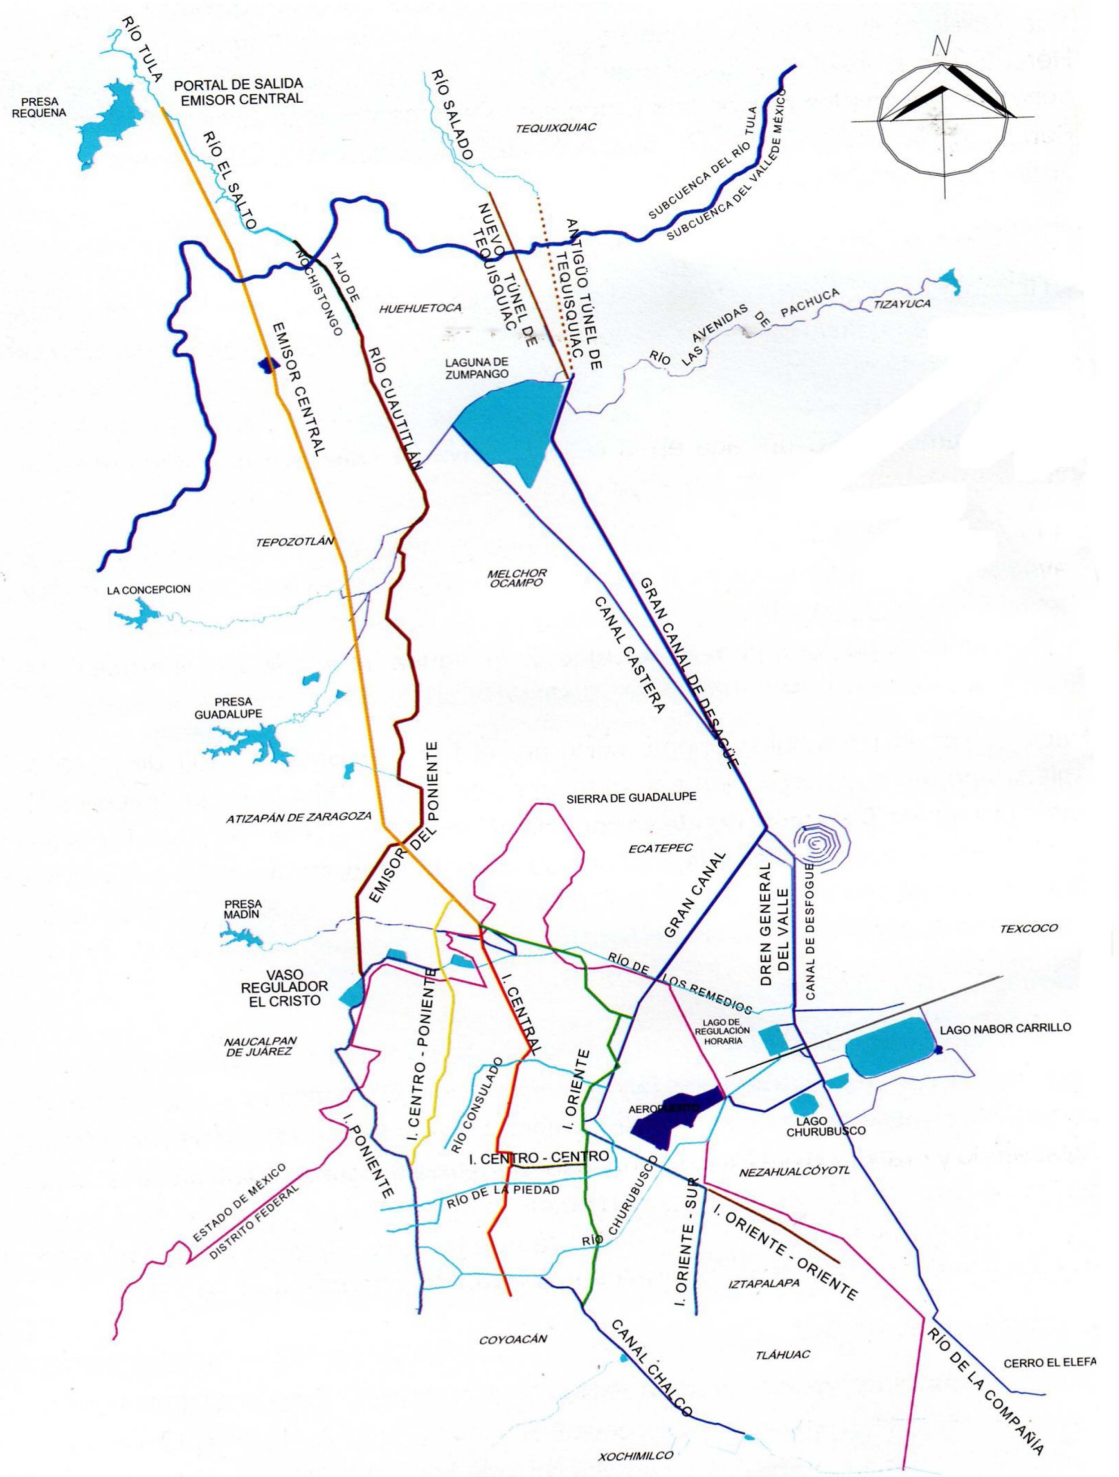 RÍO TULA
N
PORTAL DE SALIDA
EMISOR CENTRAL
PRESA
REQUENA
RÍO SALADO
TEQUIXQUIAC
RÍO EL SALTO
SUBCUENCA DEL RÍO TULA
SUBCUENCA DEL VALLE DE MÉXICO
NUEVO TÚNEL DE
TEQUISQUIAC
ANTIGÜO TÚNEL DE
TEQUISQUIAC
TAJO DE
NOCHISTONGO
HUEHUETOCA
RÍO LAS AVENIDAS DE PACHUCA
TIZAYUCA
EMISOR CENTRAL
RÍO CUAUTITLÁN
LAGUNA DE
ZUMPANGO
TEPOZOTLÁN
LA CONCEPCION
MELCHOR
OCAMPO
CANAL CASTERA
GRAN CANAL DE DESAGÜE
PRESA
GUADALUPE
ATIZAPÁN DE ZARAGOZA
EMISOR DEL PONIENTE
SIERRA DE GUADALUPE
ECATEPEC
GRAN CANAL
DREN GENERAL
DEL VALLE
CANAL DE DESFOGUE
PRESA
MADÍN
TEXCOCO
VASO
REGULADOR
EL CRISTO
RÍO DE LOS REMEDIOS
I. CENTRAL
LAGO DE
REGULACIÓN
HORARIA
LAGO NABOR CARRILLO
NAUCALPAN
DE JUÁREZ
I. CENTRO - PONIENTE
RÍO CONSULADO
I. ORIENTE
AEROPUERTO
LAGO
CHURUBUSCO
I. PONIENTE
I. CENTRO - CENTRO
NEZAHUALCÓYOTL
RÍO DE LA PIEDAD
RÍO CHURUBUSCO
ESTADO DE MÉXICO
DISTRITO FEDERAL
I. ORIENTE - SUR
I. ORIENTE - ORIENTE
IZTAPALAPA
COYOACÁN
CANAL CHALCO
TLÁHUAC
RÍO DE LA COMPAÑÍA
CERRO EL ELEFA
XOCHIMILCO